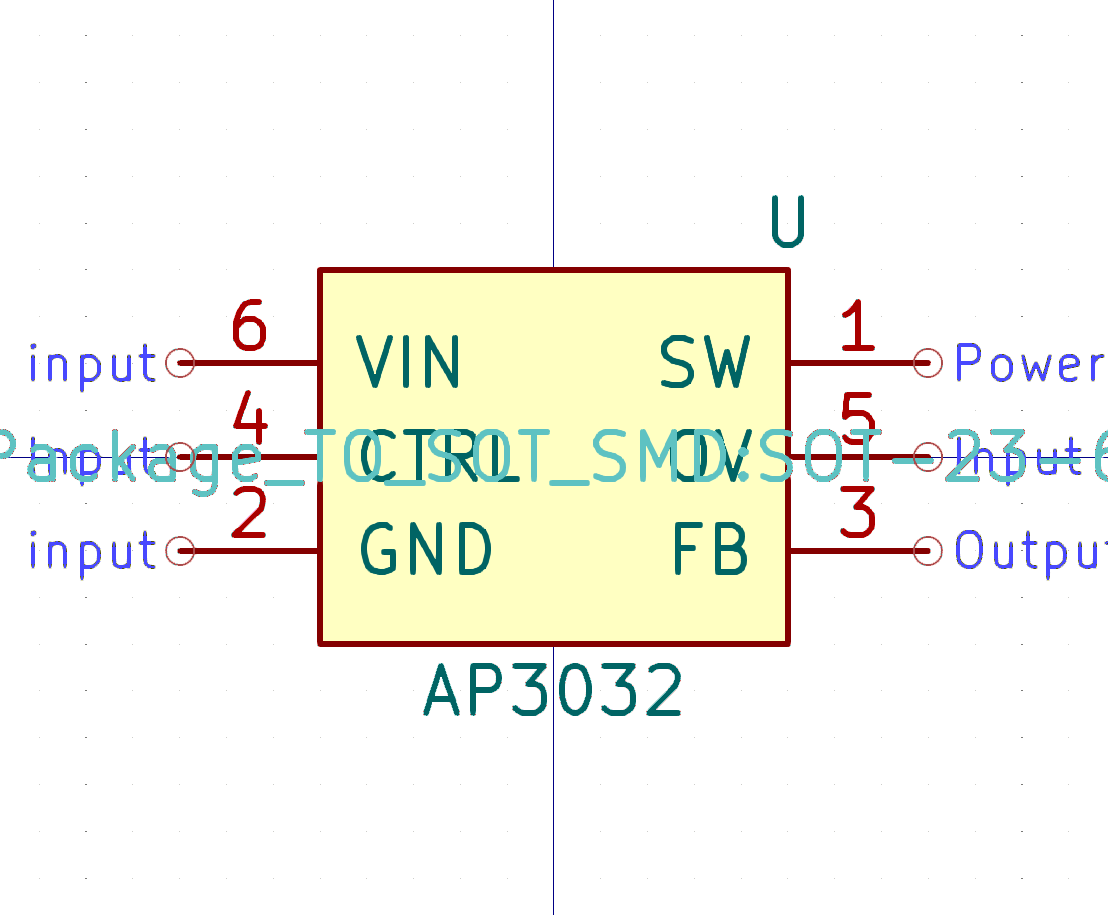 U
6 1
input VIN SW Power
4 5
Input CTRL OV Input
Package_TO_SOT_SMD:SOT-23-6
2 3
input GND FB Output
AP3032